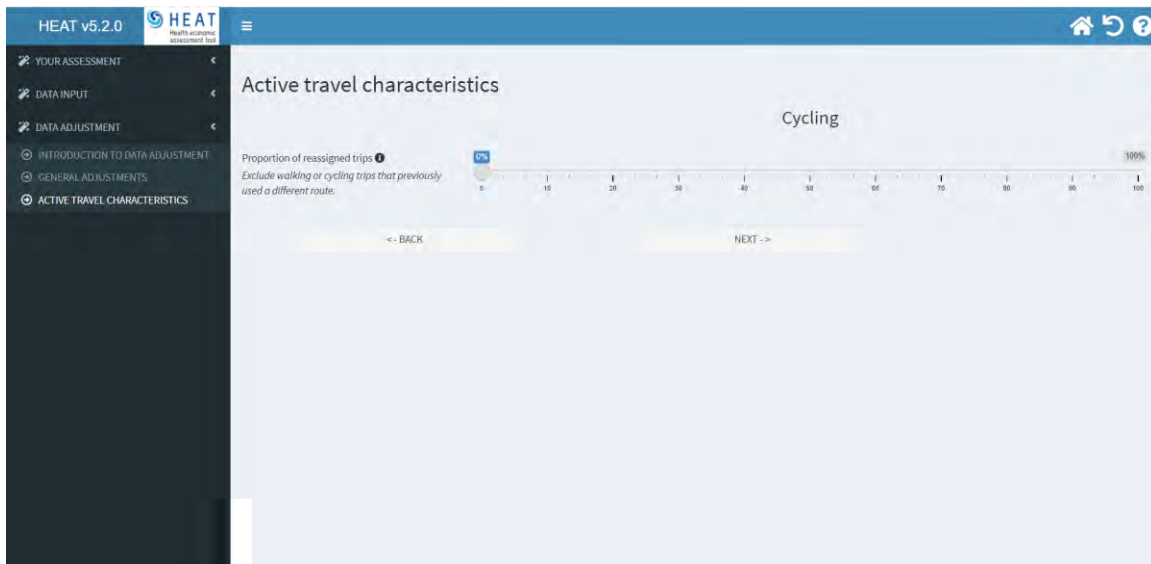 HEAT v5.2.0
HEAT
Health economic
assessment tool
YOUR ASSESSMENT
DATA INPUT
DATA ADJUSTMENT
INTRODUCTION TO DATA ADJUSTMENT
GENERAL ADJUSTMENTS
ACTIVE TRAVEL CHARACTERISTICS
Active travel characteristics
Cycling
Proportion of reassigned trips
Exclude walking or cycling trips that previously
used a different route.
0% 100%
0 10 20 30 40 50 60 70 80 90 100
<- BACK NEXT ->